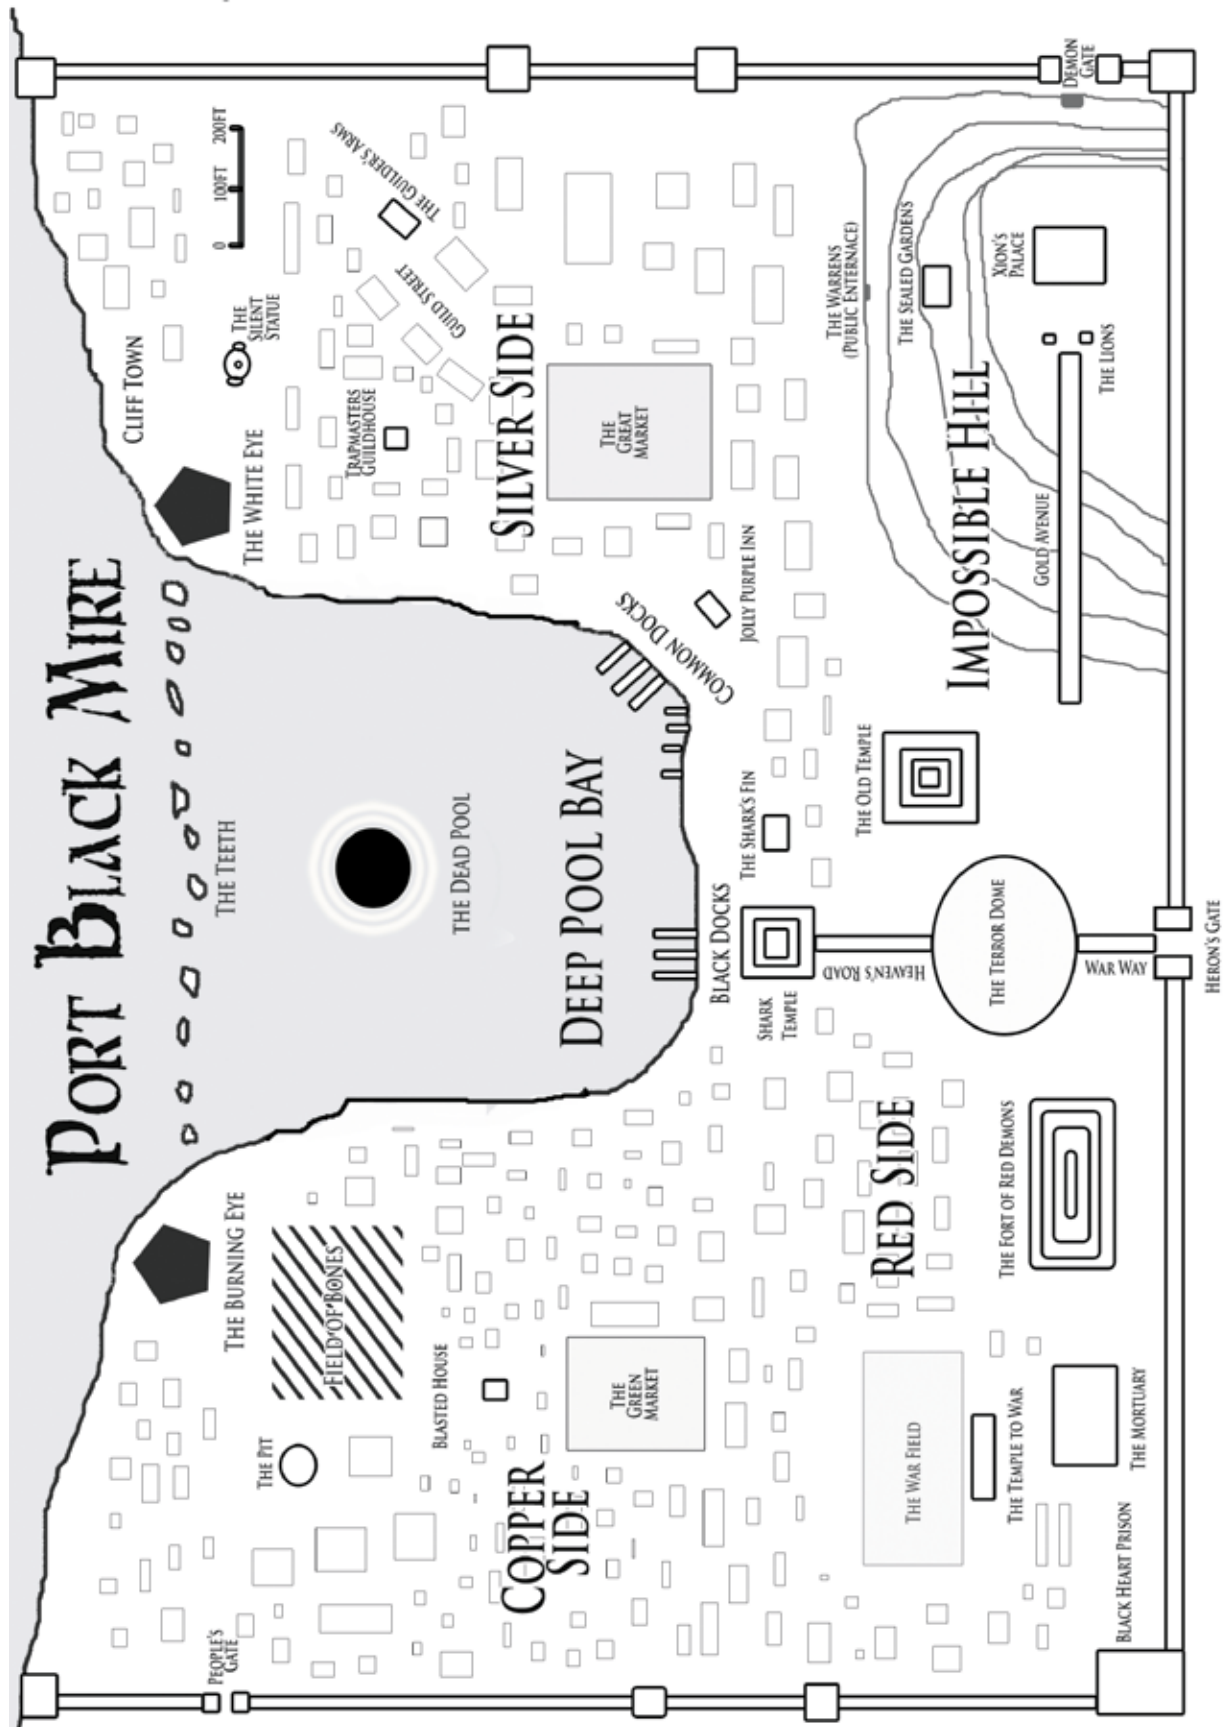 PORT BLACK MIRE
THE TEETH
THE DEAD POOL
DEEP POOL BAY
THE BURNING EYE
THE WHITE EYE
CLIFF TOWN
THE
SILENT
STATUE
0 100FT 200FT
PEOPLE'S
GATE
THE PIT
FIELD OF BONES
BLASTED HOUSE
COPPER
SIDE
THE
GREEN
MARKET
TRAPMASTERS
GUILDHOUSE
GUILD STREET
THE GUILDER'S ARMS
SILVER SIDE
THE
GREAT
MARKET
COMMON DOCKS
JOLLY PURPLE INN
BLACK DOCKS
THE SHARK'S FIN
SHARK
TEMPLE
HEAVEN'S ROAD
THE OLD TEMPLE
THE TERROR DOME
WAR WAY
HERON'S GATE
RED SIDE
THE FORT OF RED DEMONS
THE WAR FIELD
THE TEMPLE TO WAR
THE MORTUARY
BLACK HEART PRISON
THE WARRENS
(PUBLIC ENTERNACE)
THE SEALED GARDENS
IMPOSSIBLE HILL
XION'S
PALACE
GOLD AVENUE
THE LIONS
DEMON
GATE